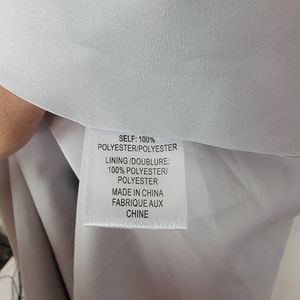 SELF: 100%
POLYESTER/POLYESTER
LINING /DOUBLURE:
100% POLYESTER/
POLYESTER
MADE IN CHINA
FABRIQUE AUX
CHINE